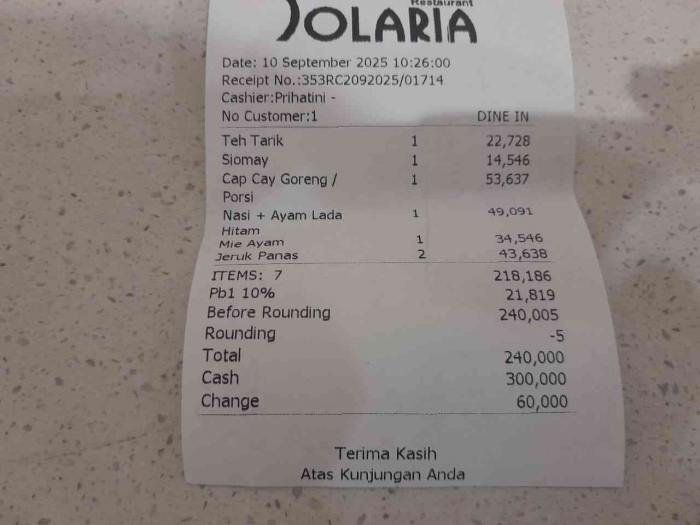 Restaurant
SOLARIA
Date: 10 September 2025 10:26:00
Receipt No.:353RC2092025/01714
Cashier:Prihatini -
No Customer:1 DINE IN
Teh Tarik 1 22,728
Siomay 1 14,546
Cap Cay Goreng / 1 53,637
Porsi
Nasi + Ayam Lada 1 49,091
Hitam
Mie Ayam 1 34,546
Jeruk Panas 2 43,638
ITEMS: 7 218,186
Pb1 10% 21,819
Before Rounding 240,005
Rounding -5
Total 240,000
Cash 300,000
Change 60,000
Terima Kasih
Atas Kunjungan Anda